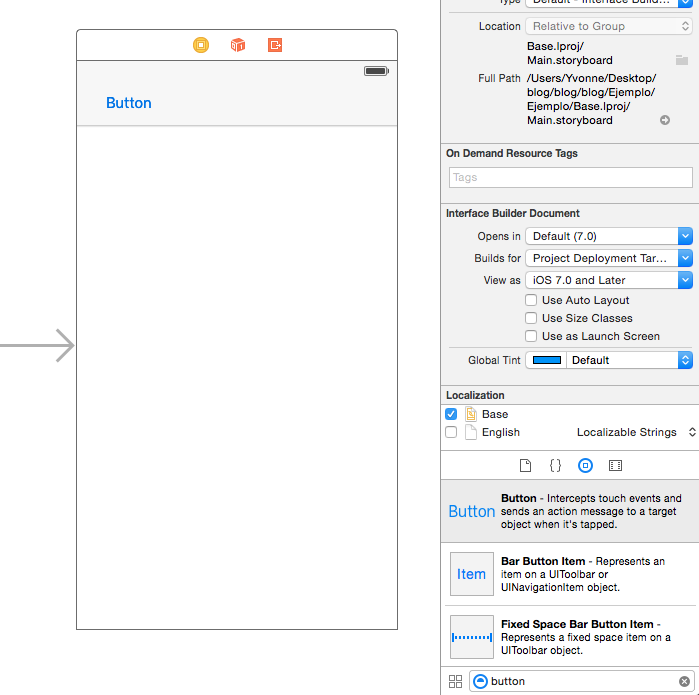 Button
Type Default - Interface Build...
Location Relative to Group
Base.lproj/
Main.storyboard
Full Path /Users/Yvonne/Desktop/
blog/blog/blog/Ejemplo/
Ejemplo/Base.lproj/
Main.storyboard
On Demand Resource Tags
Tags
Interface Builder Document
Opens in Default (7.0)
Builds for Project Deployment Tar...
View as iOS 7.0 and Later
Use Auto Layout
Use Size Classes
Use as Launch Screen
Global Tint Default
Localization
Base
English Localizable Strings
{ }
Button
Button - Intercepts touch events and
sends an action message to a target
object when it's tapped.
Item
Bar Button Item - Represents an
item on a UIToolbar or
UINavigationItem object.
Fixed Space Bar Button Item -
Represents a fixed space item on a
UIToolbar object.
button